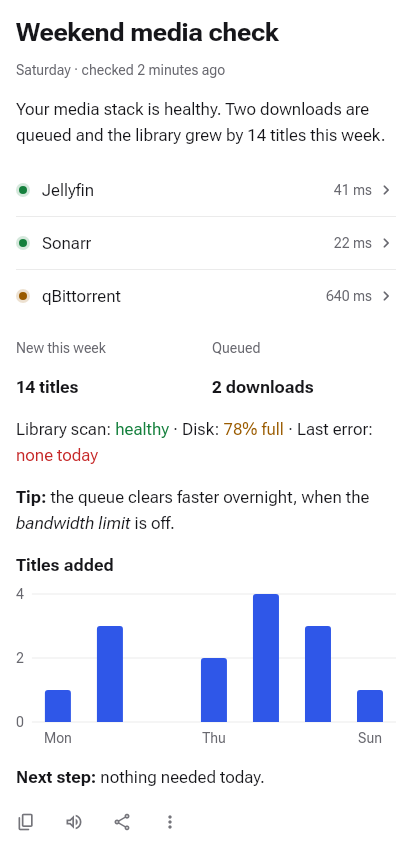 Weekend media check
Saturday · checked 2 minutes ago
Your media stack is healthy. Two downloads are
queued and the library grew by 14 titles this week.
Jellyfin 41 ms
Sonarr 22 ms
qBittorrent 640 ms
New this week Queued
14 titles 2 downloads
Library scan: healthy · Disk: 78% full · Last error:
none today
Tip: the queue clears faster overnight, when the
bandwidth limit is off.
Titles added
4
2
0
Mon Thu Sun
Next step: nothing needed today.